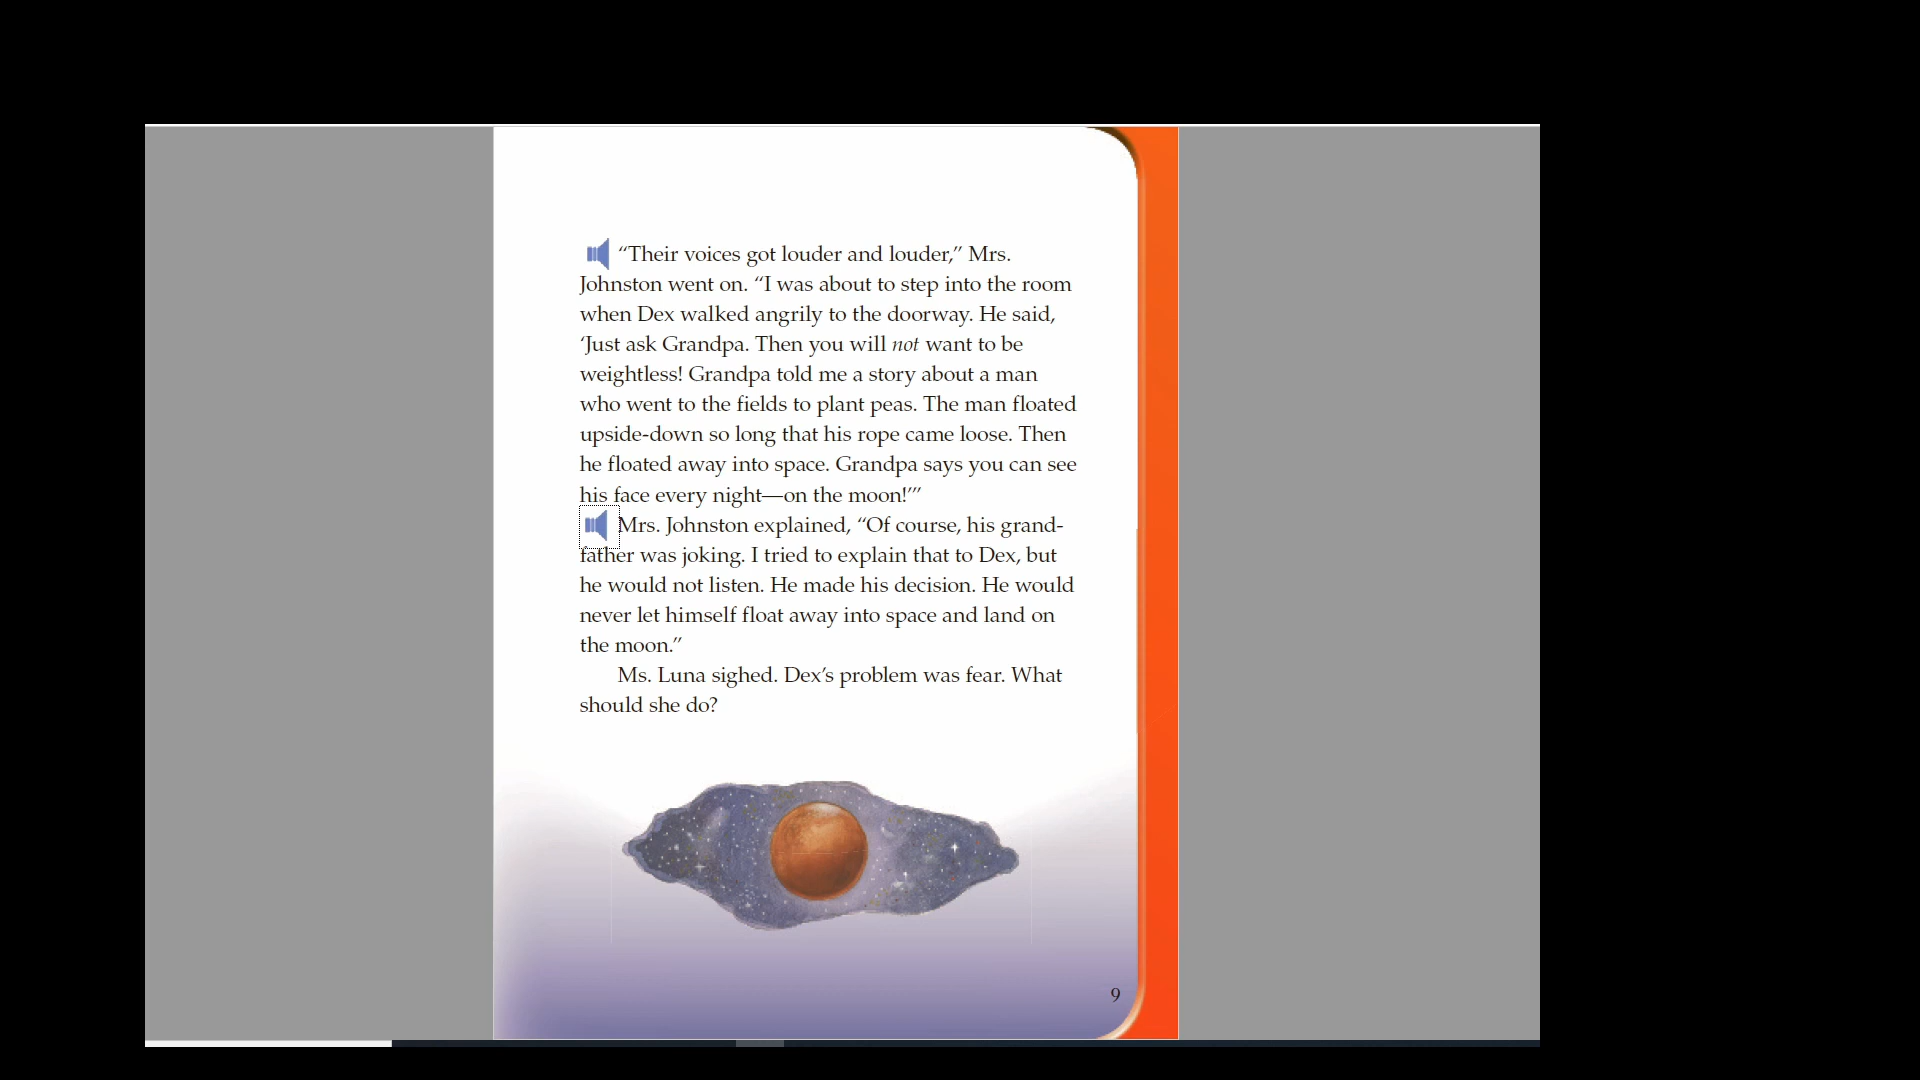 “Their voices got louder and louder,” Mrs.
Johnston went on. “I was about to step into the room
when Dex walked angrily to the doorway. He said,
‘Just ask Grandpa. Then you will not want to be
weightless! Grandpa told me a story about a man
who went to the fields to plant peas. The man floated
upside-down so long that his rope came loose. Then
he floated away into space. Grandpa says you can see
his face every night—on the moon!’”
Mrs. Johnston explained, “Of course, his grand-
father was joking. I tried to explain that to Dex, but
he would not listen. He made his decision. He would
never let himself float away into space and land on
the moon.”
Ms. Luna sighed. Dex’s problem was fear. What
should she do?
9